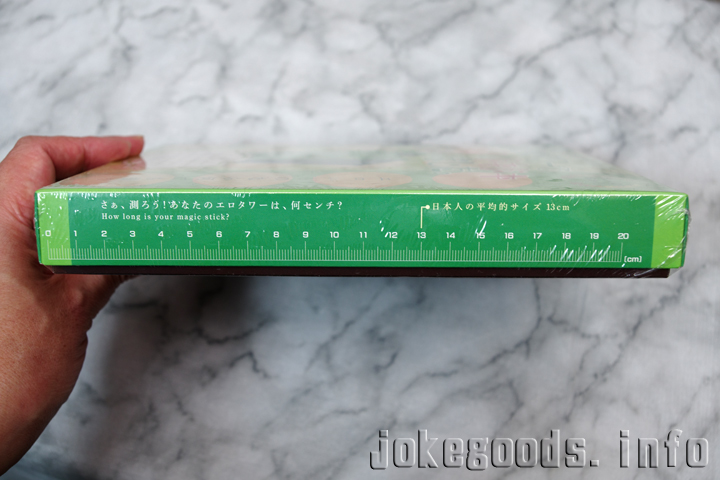 さぁ、測ろう!あなたのエロタワーは、何センチ?
How long is your magic stick?
日本人の平均的サイズ 13cm
0 1 2 3 4 5 6 7 8 9 10 11 12 13 14 15 16 17 18 19 20
[cm]
jokegoods.info